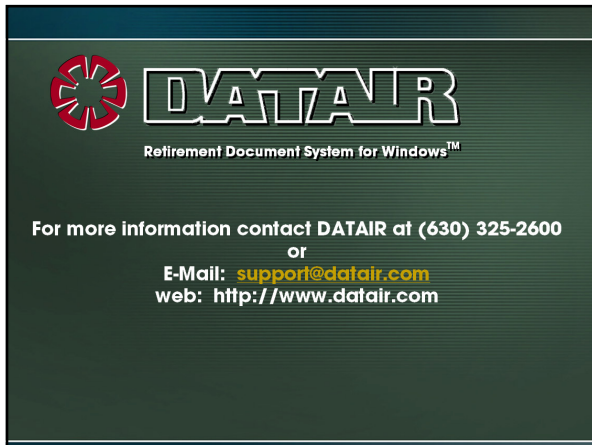 DATAIR
Retirement Document System for Windows™
For more information contact DATAIR at (630) 325-2600
or
E-Mail: support@datair.com
web: http://www.datair.com